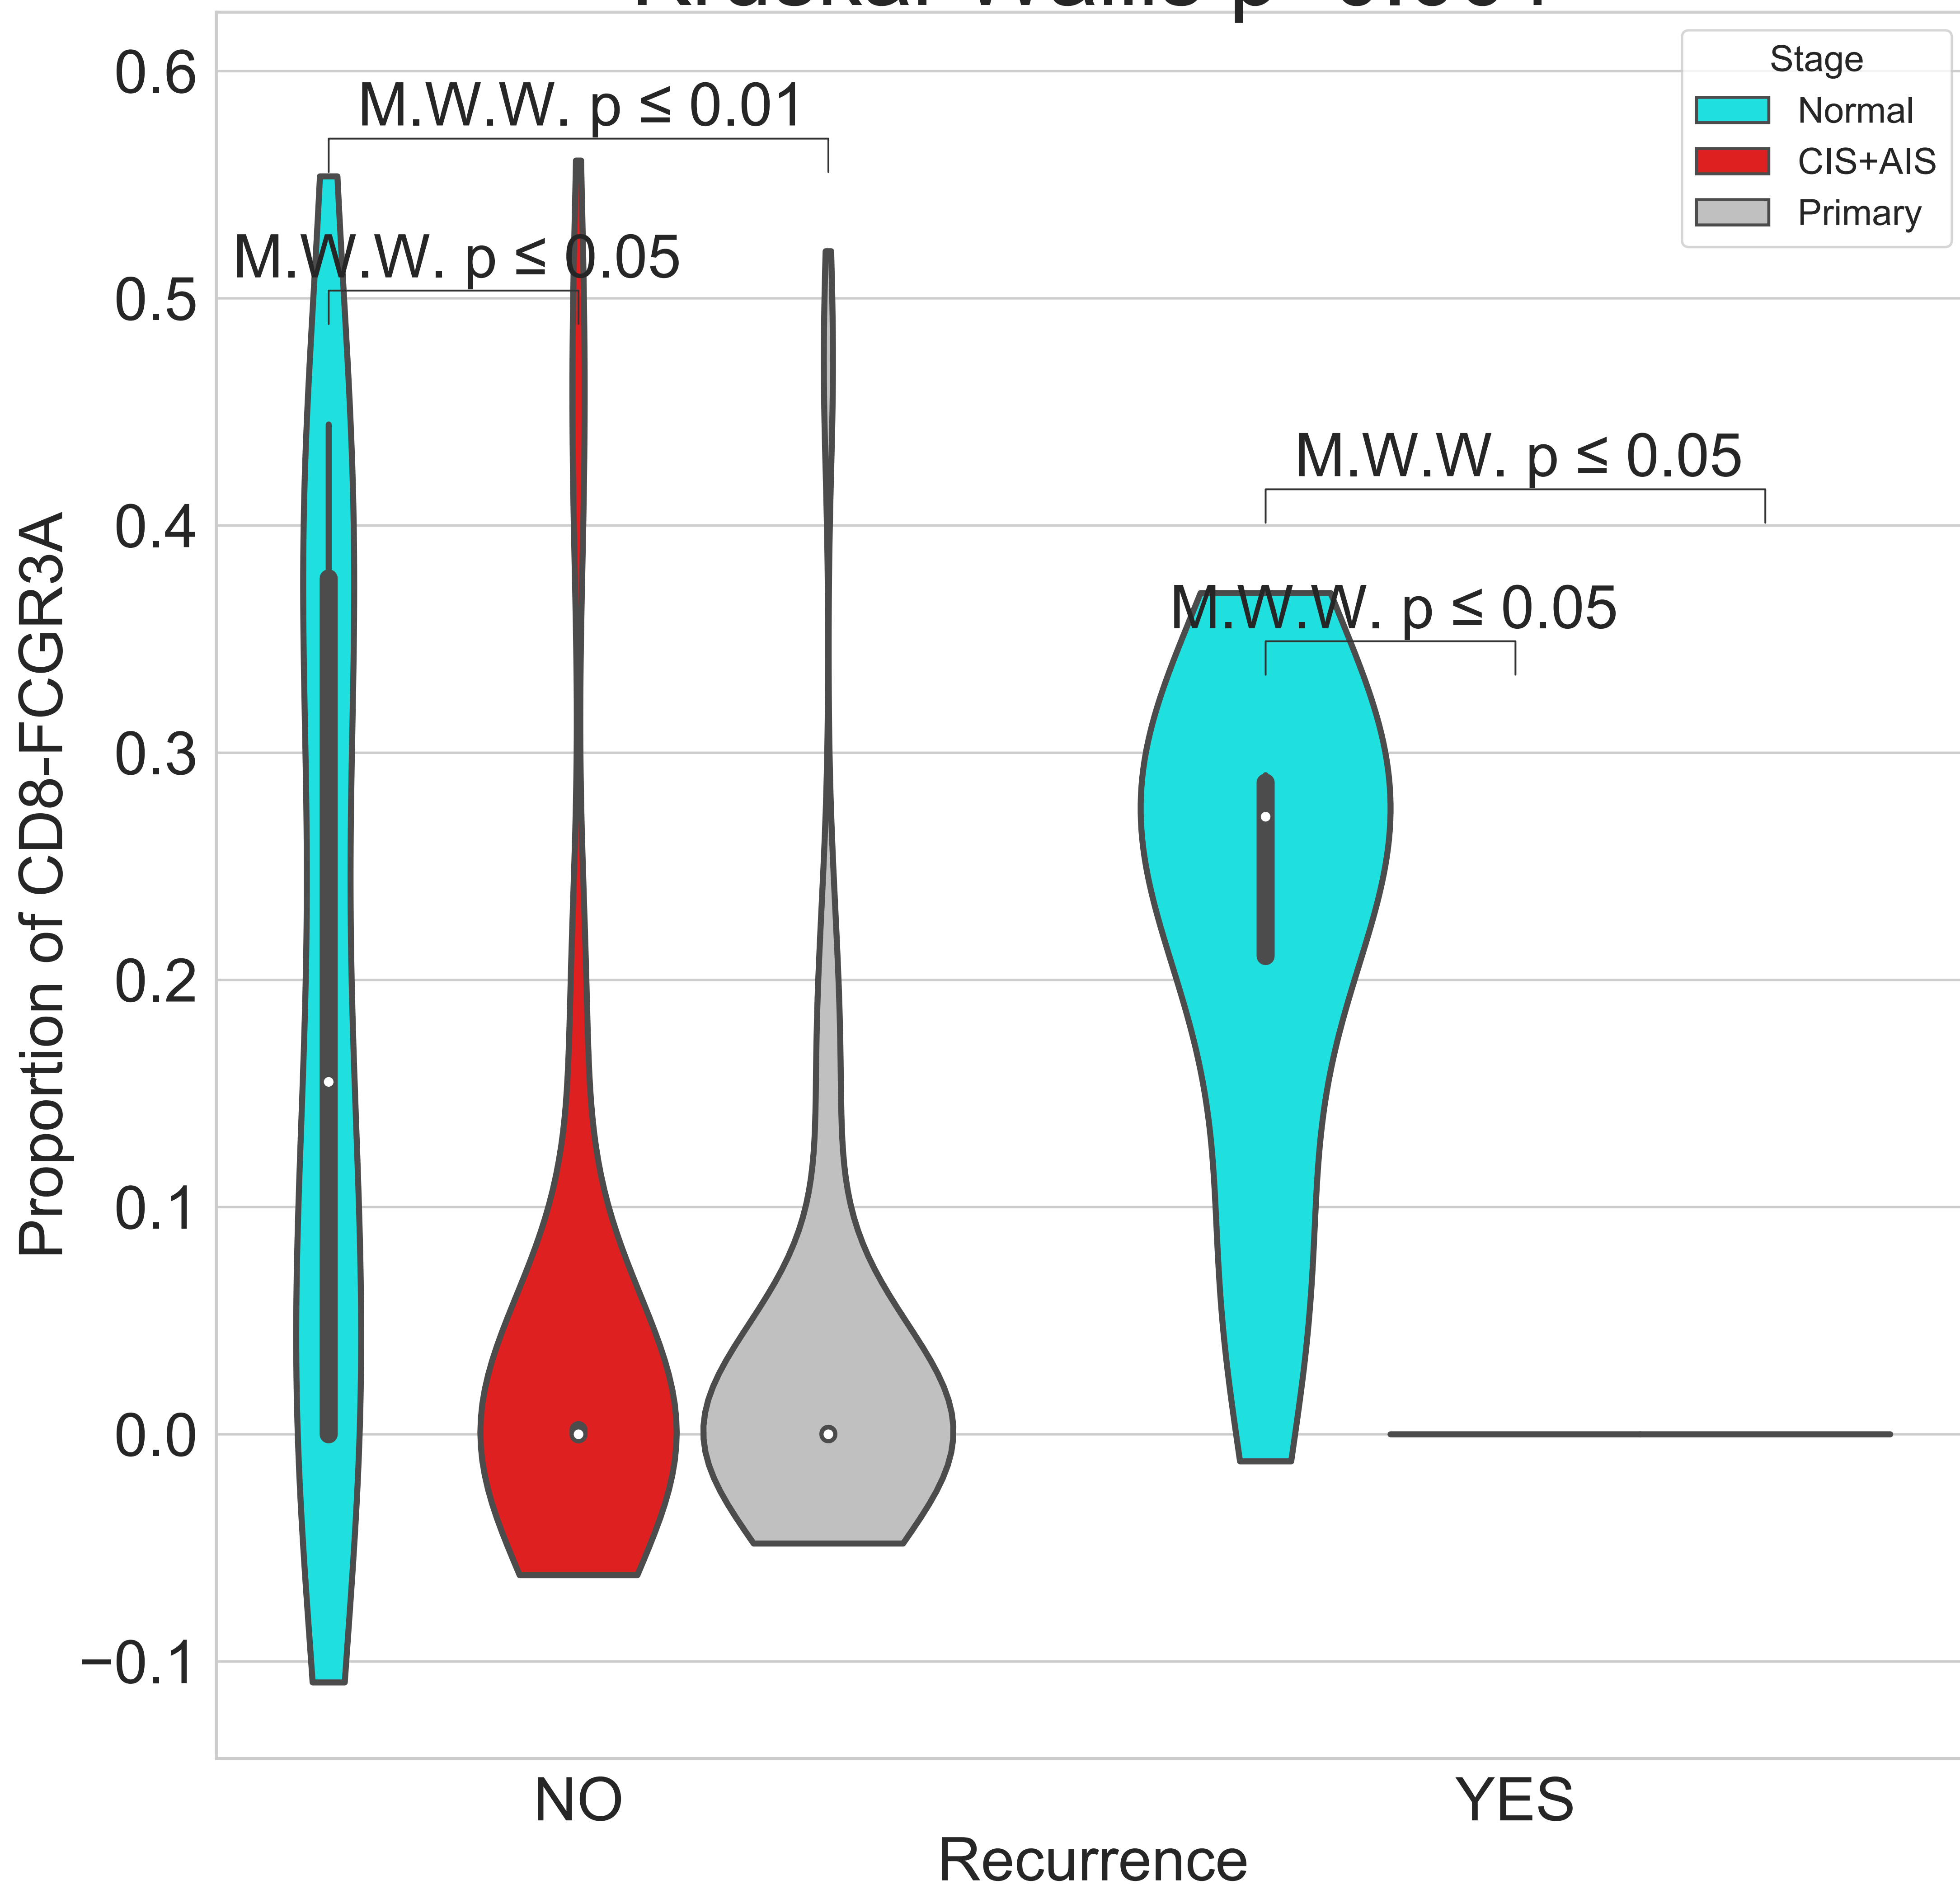 Stage
Normal
CIS+AIS
Primary
M.W.W. p ≤ 0.01
M.W.W. p ≤ 0.05
M.W.W. p ≤ 0.05
M.W.W. p ≤ 0.05
0.6
0.5
0.4
0.3
0.2
0.1
0.0
−0.1
Proportion of CD8-FCGR3A
NO
YES
Recurrence